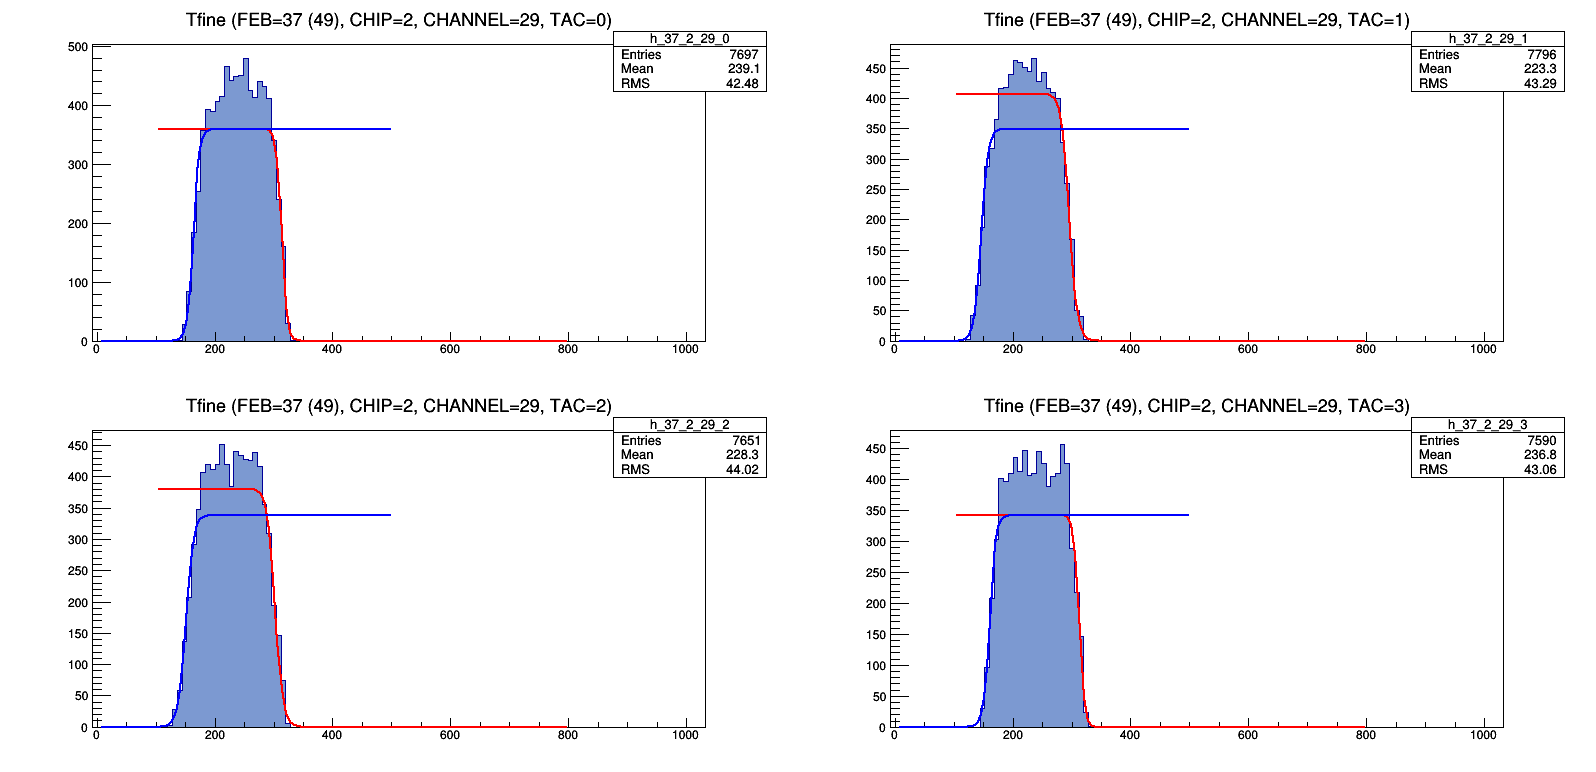 Tfine (FEB=37 (49), CHIP=2, CHANNEL=29, TAC=0)
h_37_2_29_0
Entries 7697
Mean 239.1
RMS 42.48
500
400
300
200
100
0
0 200 400 600 800 1000
Tfine (FEB=37 (49), CHIP=2, CHANNEL=29, TAC=1)
h_37_2_29_1
Entries 7796
Mean 223.3
RMS 43.29
450
400
350
300
250
200
150
100
50
0
0 200 400 600 800 1000
Tfine (FEB=37 (49), CHIP=2, CHANNEL=29, TAC=2)
h_37_2_29_2
Entries 7651
Mean 228.3
RMS 44.02
450
400
350
300
250
200
150
100
50
0
0 200 400 600 800 1000
Tfine (FEB=37 (49), CHIP=2, CHANNEL=29, TAC=3)
h_37_2_29_3
Entries 7590
Mean 236.8
RMS 43.06
450
400
350
300
250
200
150
100
50
0
0 200 400 600 800 1000